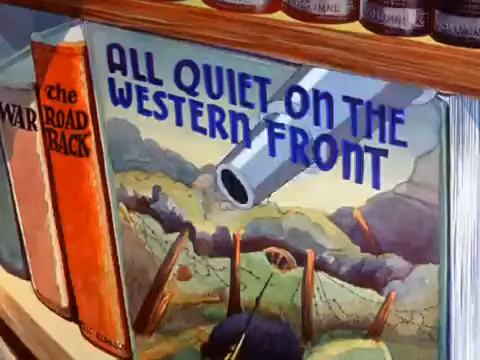 ALL QUIET ON THE
WESTERN FRONT
WAR
the
ROAD
BACK